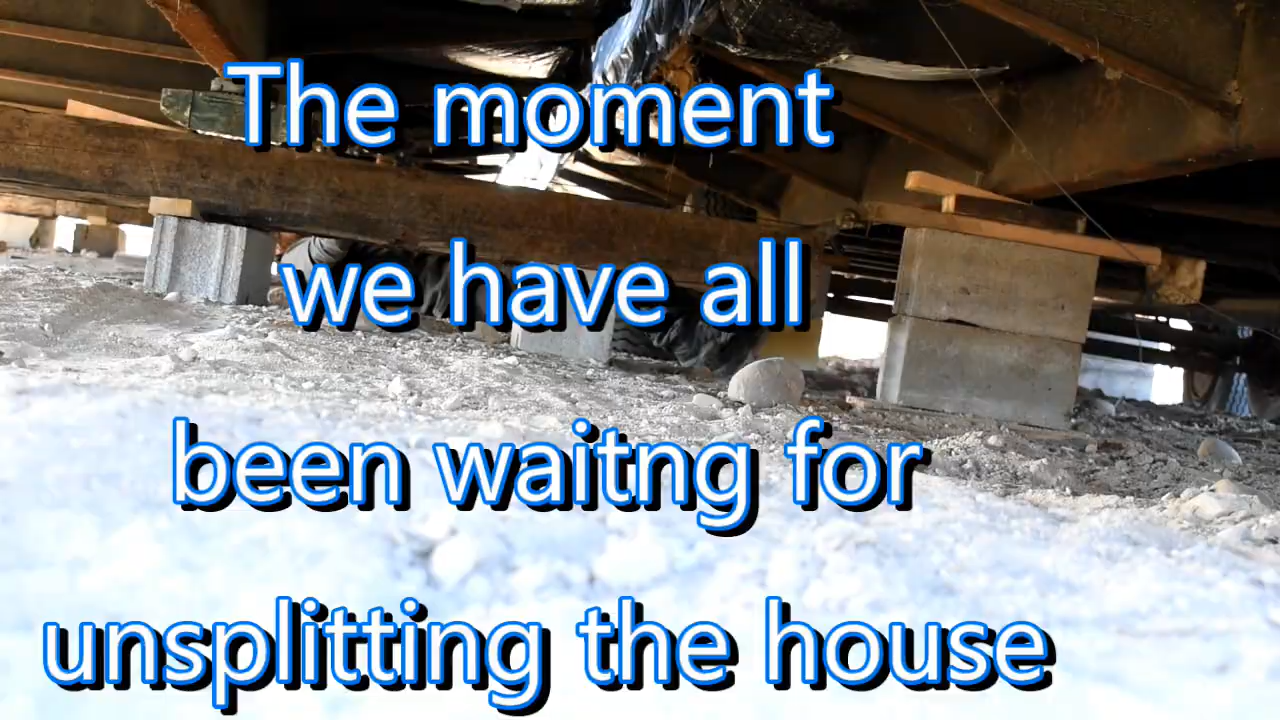 The moment
we have all
been waitng for
unsplitting the house